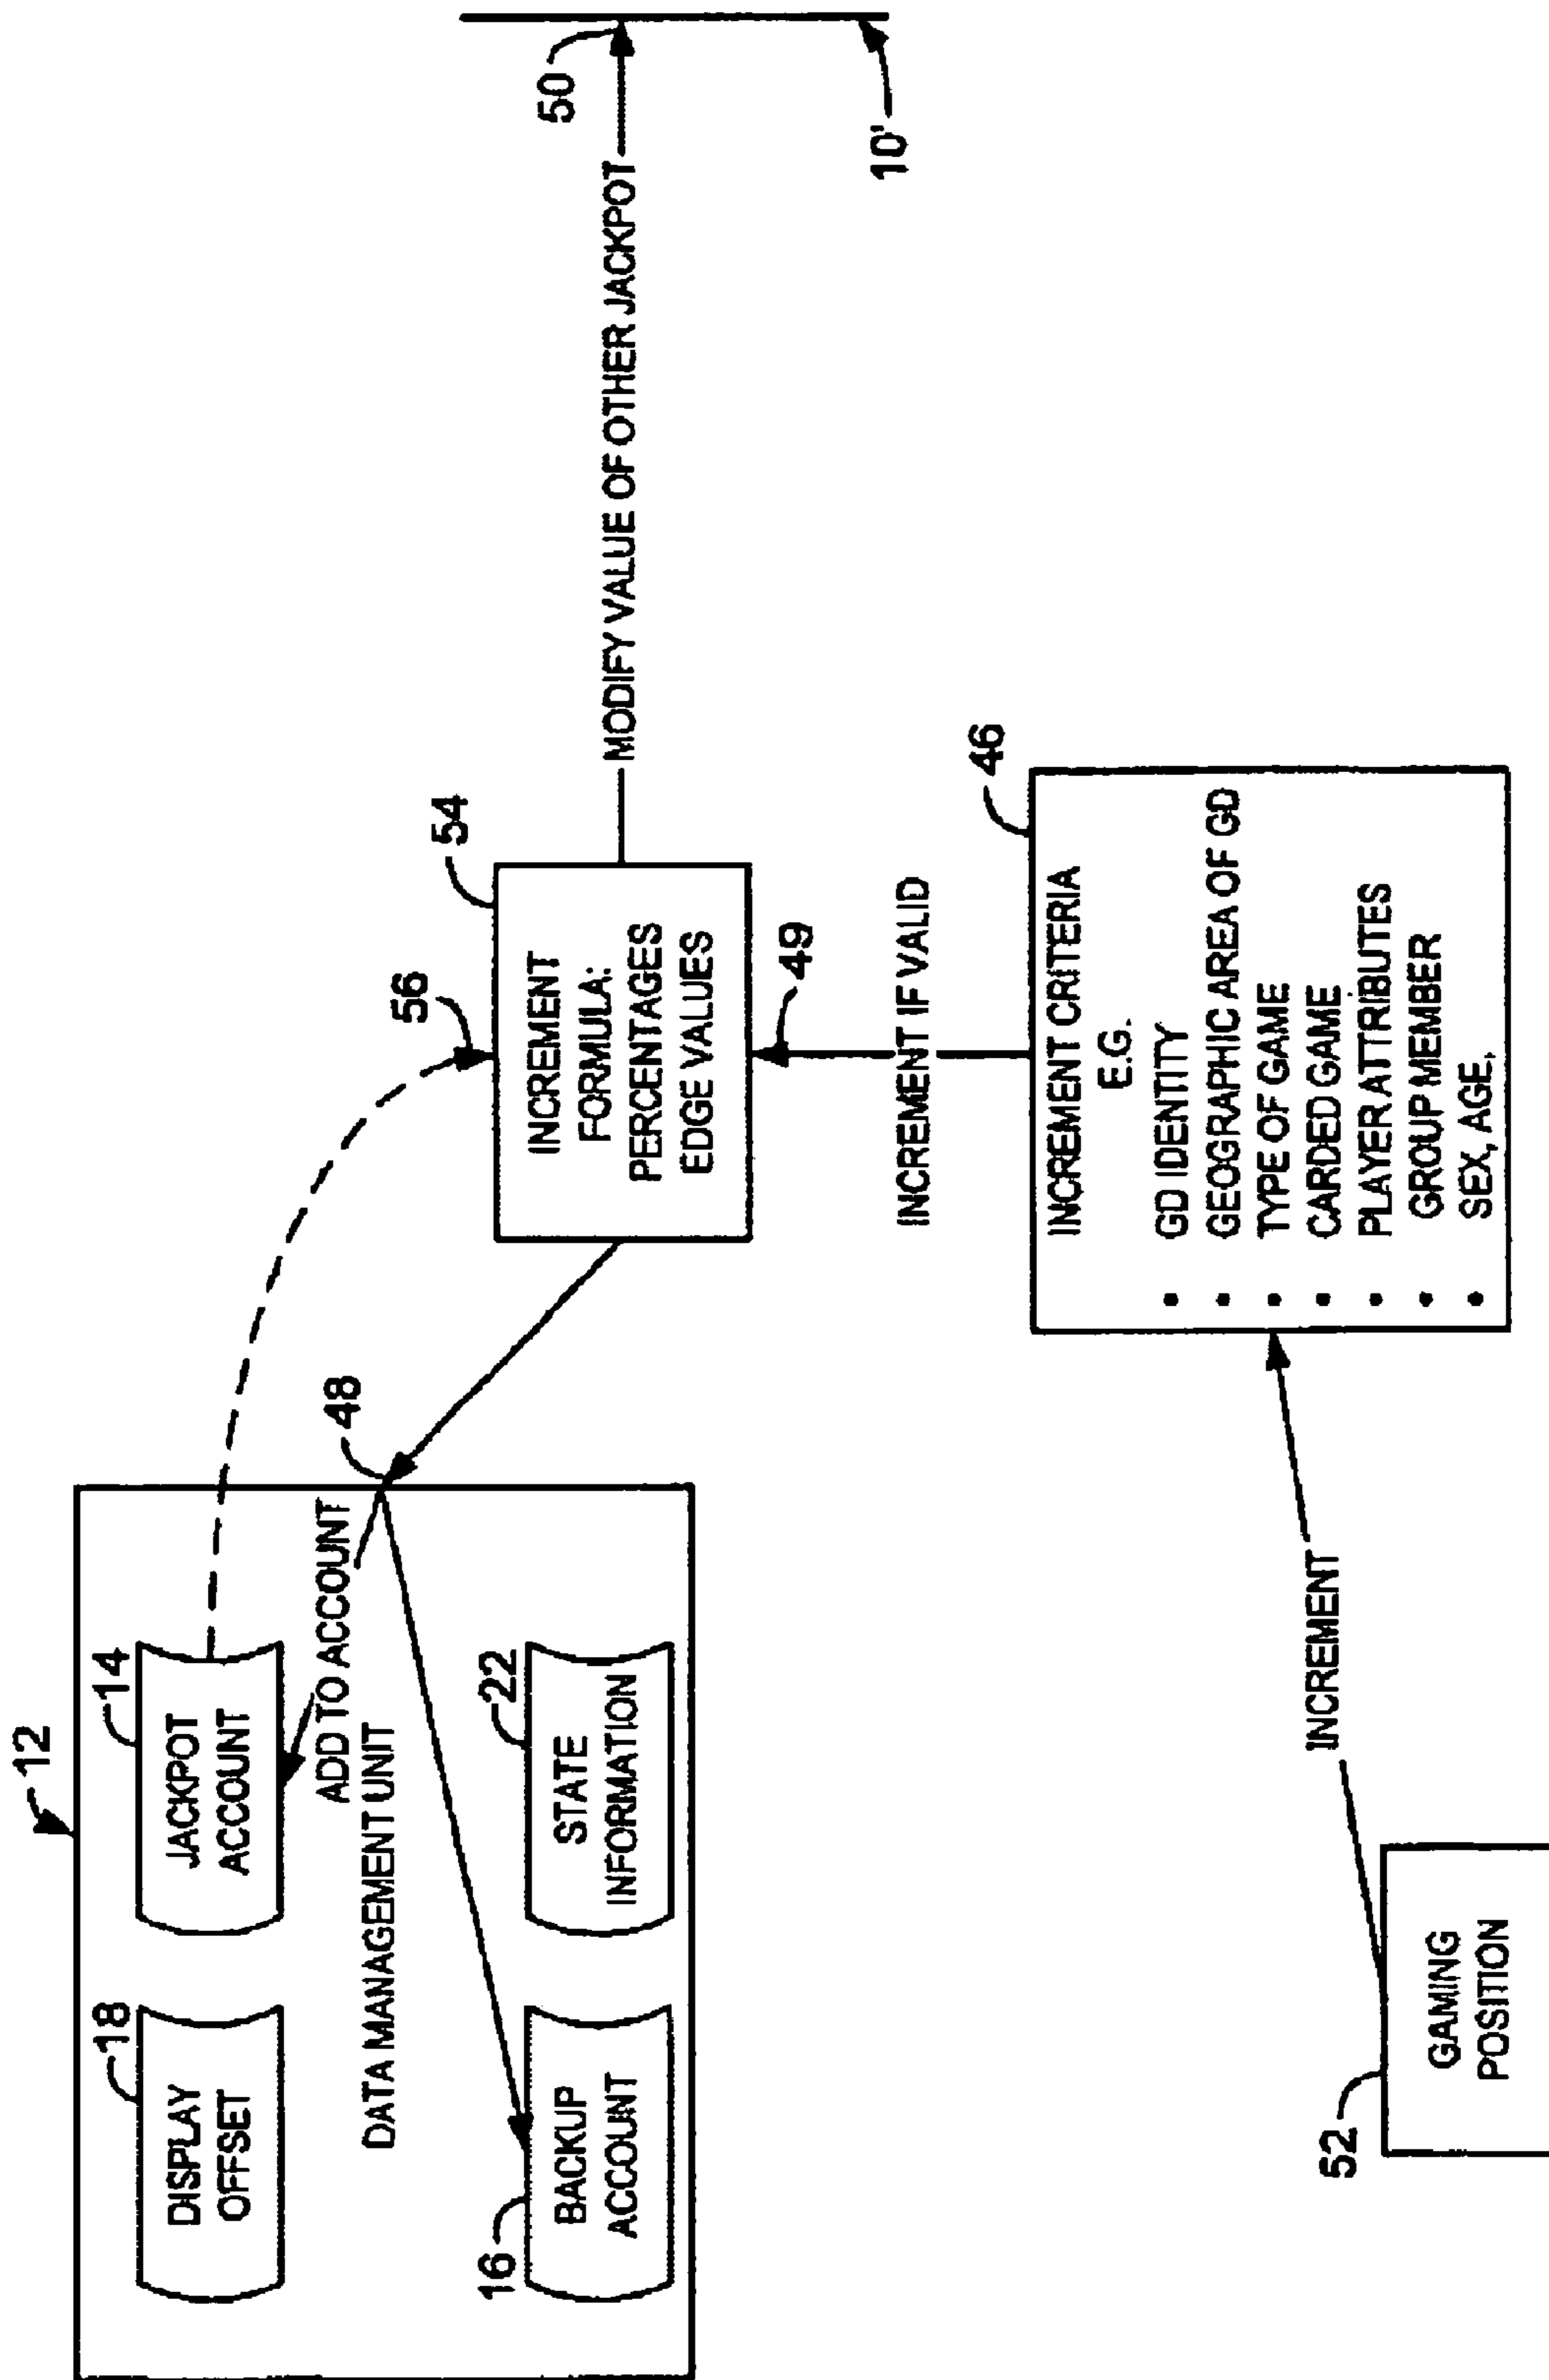 12
18
14
DISPLAY
OFFSET
JACKPOT
ACCOUNT
ADD TO ACCOUNT
DATA MANAGEMENT UNIT
48
16
22
BACKUP
ACCOUNT
STATE
INFORMATION
56
54
INCREMENT
FORMULA:
PERCENTAGES
EDGE VALUES
49
MODIFY VALUE OF OTHER JACKPOT
50
10'
INCREMENT IF VALID
46
INCREMENT CRITERIA
E.G.
• GD IDENTITY
• GEOGRAPHIC AREA OF GD
• TYPE OF GAME
• CARDED GAME
• PLAYER ATTRIBUTES
• GROUP MEMBER
• SEX, AGE,
INCREMENT
52
GAMING
POSITION